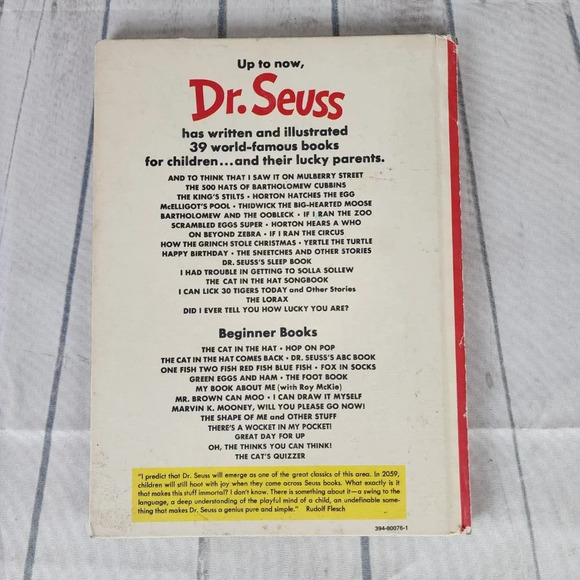 Up to now,
Dr. Seuss
has written and illustrated
39 world-famous books
for children...and their lucky parents.
AND TO THINK THAT I SAW IT ON MULBERRY STREET
THE 500 HATS OF BARTHOLOMEW CUBBINS
THE KING'S STILTS • HORTON HATCHES THE EGG
McELLIGOT'S POOL • THIDWICK THE BIG-HEARTED MOOSE
BARTHOLOMEW AND THE OOBLECK • IF I RAN THE ZOO
SCRAMBLED EGGS SUPER • HORTON HEARS A WHO
ON BEYOND ZEBRA • IF I RAN THE CIRCUS
HOW THE GRINCH STOLE CHRISTMAS • YERTLE THE TURTLE
HAPPY BIRTHDAY • THE SNEETCHES AND OTHER STORIES
DR. SEUSS'S SLEEP BOOK
I HAD TROUBLE IN GETTING TO SOLLA SOLLEW
THE CAT IN THE HAT SONGBOOK
I CAN LICK 30 TIGERS TODAY and Other Stories
THE LORAX
DID I EVER TELL YOU HOW LUCKY YOU ARE?
Beginner Books
THE CAT IN THE HAT • HOP ON POP
THE CAT IN THE HAT COMES BACK • DR. SEUSS'S ABC BOOK
ONE FISH TWO FISH RED FISH BLUE FISH • FOX IN SOCKS
GREEN EGGS AND HAM • THE FOOT BOOK
MY BOOK ABOUT ME (with Roy McKie)
MR. BROWN CAN MOO • I CAN DRAW IT MYSELF
MARVIN K. MOONEY, WILL YOU PLEASE GO NOW!
THE SHAPE OF ME and OTHER STUFF
THERE'S A WOCKET IN MY POCKET!
GREAT DAY FOR UP
OH, THE THINKS YOU CAN THINK!
THE CAT'S QUIZZER
"I predict that Dr. Seuss will emerge as one of the great classics of this area. In 2059,
children will still hoot with joy when they come across Seuss books. What exactly is it
that makes this stuff immortal? I don't know. There is something about it—a swing to the
language, a deep understanding of the playful mind of a child, an undefinable some-
thing that makes Dr. Seuss a genius pure and simple." Rudolf Flesch
394-80076-1